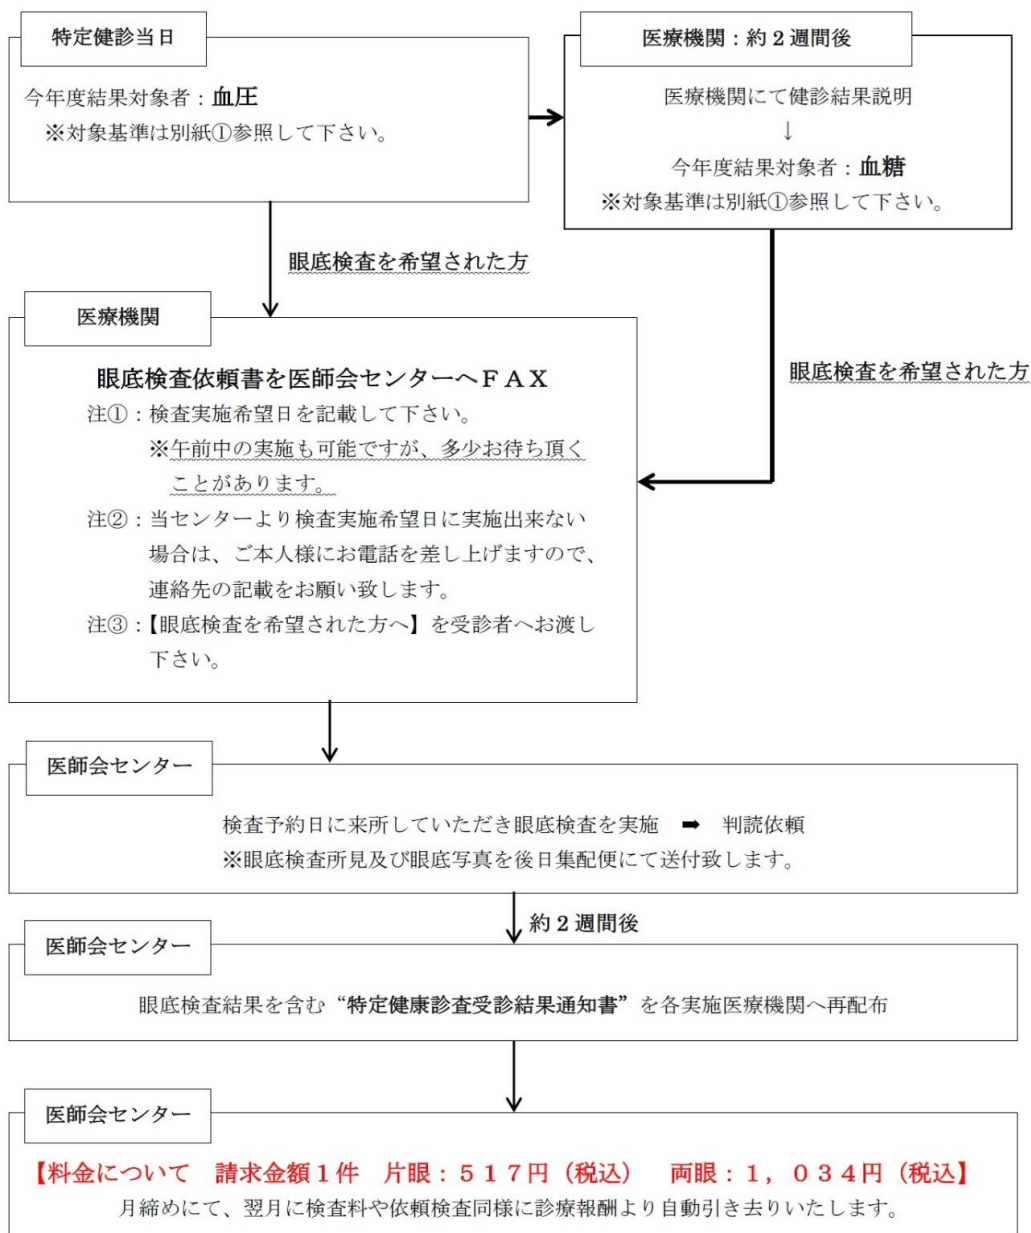 特定健診当日
今年度結果対象者：血圧
※対象基準は別紙①参照して下さい。
医療機関：約２週間後
医療機関にて健診結果説明
↓
今年度結果対象者：血糖
※対象基準は別紙①参照して下さい。
眼底検査を希望された方
眼底検査を希望された方
医療機関
眼底検査依頼書を医師会センターへＦＡＸ
注①：検査実施希望日を記載して下さい。
※午前中の実施も可能ですが、多少お待ち頂く
ことがあります。
注②：当センターより検査実施希望日に実施出来ない
場合は、ご本人様にお電話を差し上げますので、
連絡先の記載をお願い致します。
注③：【眼底検査を希望された方へ】を受診者へお渡し
下さい。
医師会センター
検査予約日に来所していただき眼底検査を実施　➡　判読依頼
※眼底検査所見及び眼底写真を後日集配便にて送付致します。
約２週間後
医師会センター
眼底検査結果を含む“特定健康診査受診結果通知書”を各実施医療機関へ再配布
医師会センター
【料金について　請求金額１件　片眼：５１７円（税込）　両眼：１，０３４円（税込】
月締めにて、翌月に検査料や依頼検査同様に診療報酬より自動引き去りいたします。